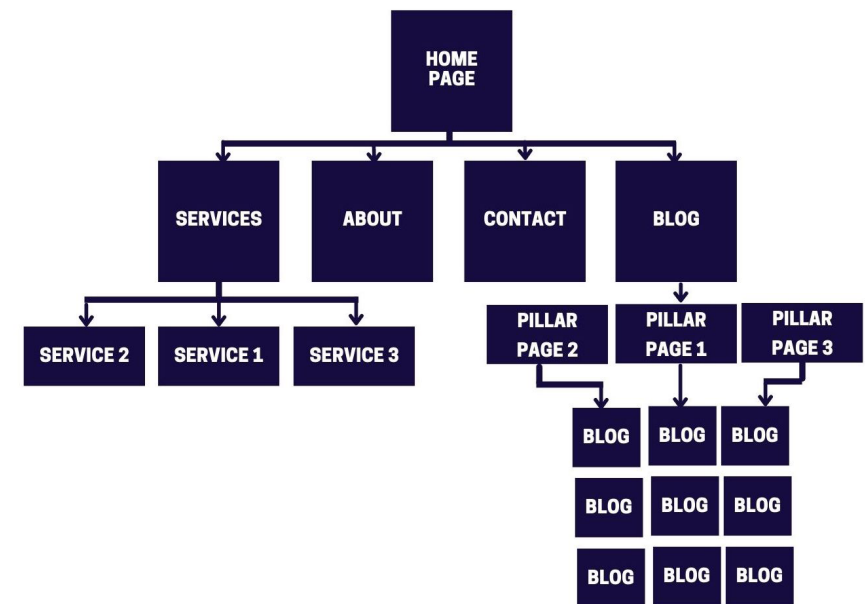 HOME
PAGE
SERVICES
ABOUT
CONTACT
BLOG
SERVICE 2
SERVICE 1
SERVICE 3
PILLAR
PAGE 2
PILLAR
PAGE 1
PILLAR
PAGE 3
BLOG
BLOG
BLOG
BLOG
BLOG
BLOG
BLOG
BLOG
BLOG